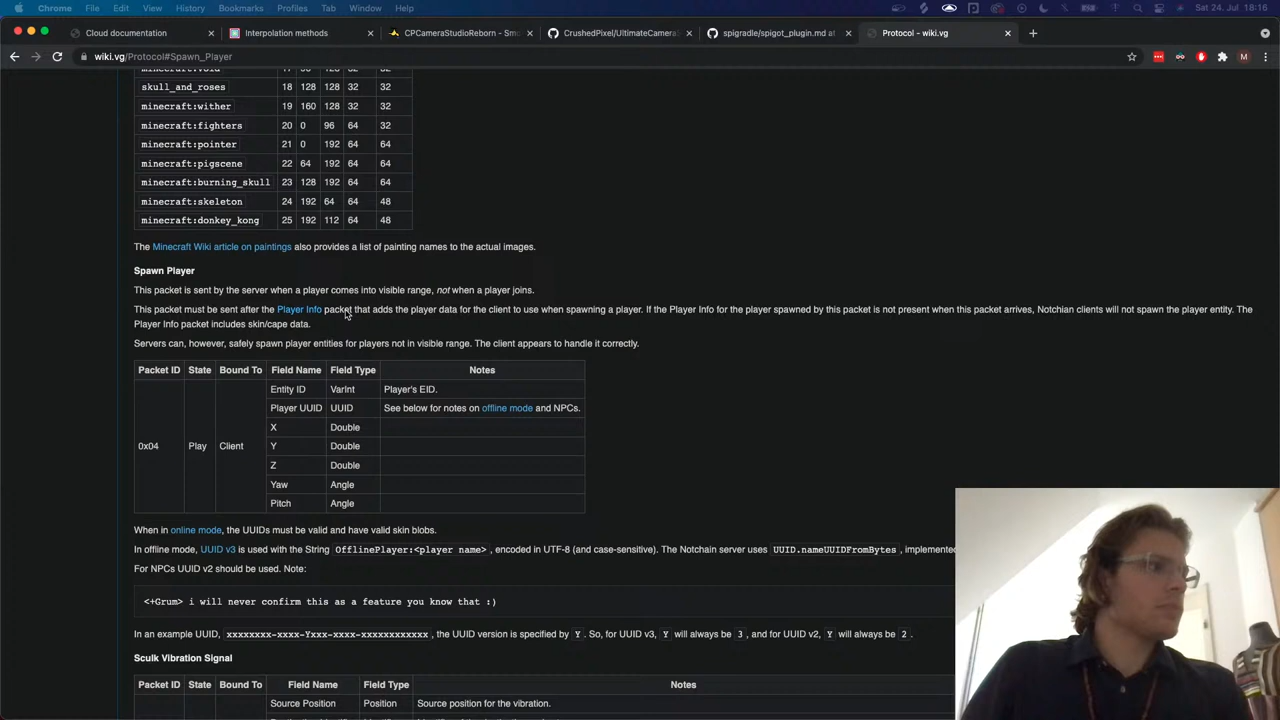 Chrome File Edit View History Bookmarks Profiles Tab Window Help Sat 24. Jul 18:16
Cloud documentation × Interpolation methods × CPCameraStudioReborn - Sm × CrushedPixel/UltimateCameraS × spigradle/spigot_plugin.md at × Protocol - wiki.vg × +
wiki.vg/Protocol#Spawn_Player M
skull_and_roses 18 128 128 32 32
minecraft:wither 19 160 128 32 32
minecraft:fighters 20 0 96 64 32
minecraft:pointer 21 0 192 64 64
minecraft:pigscene 22 64 192 64 64
minecraft:burning_skull 23 128 192 64 64
minecraft:skeleton 24 192 64 64 48
minecraft:donkey_kong 25 192 112 64 48
The Minecraft Wiki article on paintings also provides a list of painting names to the actual images.
Spawn Player
This packet is sent by the server when a player comes into visible range, not when a player joins.
This packet must be sent after the Player Info packet that adds the player data for the client to use when spawning a player. If the Player Info for the player spawned by this packet is not present when this packet arrives, Notchian clients will not spawn the player entity. The
Player Info packet includes skin/cape data.
Servers can, however, safely spawn player entities for players not in visible range. The client appears to handle it correctly.
Packet ID State Bound To Field Name Field Type Notes
Entity ID VarInt Player's EID.
Player UUID UUID See below for notes on offline mode and NPCs.
X Double
0x04 Play Client Y Double
Z Double
Yaw Angle
Pitch Angle
When in online mode, the UUIDs must be valid and have valid skin blobs.
In offline mode, UUID v3 is used with the String OfflinePlayer:<player name> , encoded in UTF-8 (and case-sensitive). The Notchain server uses UUID.nameUUIDFromBytes , implemented
For NPCs UUID v2 should be used. Note:
<+Grum> i will never confirm this as a feature you know that :)
In an example UUID, xxxxxxxx-xxxx-Yxxx-xxxx-xxxxxxxxxxxx , the UUID version is specified by Y . So, for UUID v3, Y will always be 3 , and for UUID v2, Y will always be 2 .
Sculk Vibration Signal
Packet ID State Bound To Field Name Field Type Notes
Source Position Position Source position for the vibration.